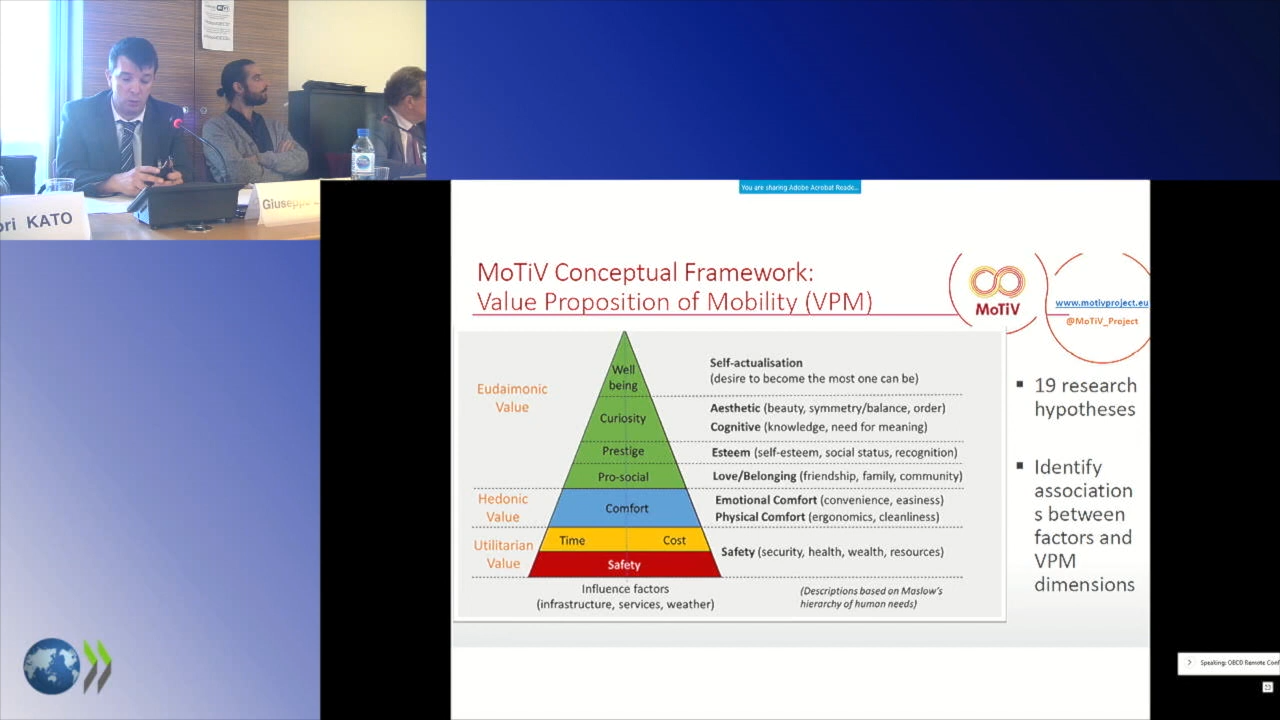 ori KATO
Giuseppe
You are sharing Adobe Acrobat Reade...
MoTiV Conceptual Framework:
Value Proposition of Mobility (VPM)
MoTiV
www.motivproject.eu
@MoTiV_Project
Eudaimonic
Value
Well
being
Self-actualisation
(desire to become the most one can be)
Curiosity
Aesthetic (beauty, symmetry/balance, order)
Cognitive (knowledge, need for meaning)
Prestige
Esteem (self-esteem, social status, recognition)
Pro-social
Love/Belonging (friendship, family, community)
Hedonic
Value
Comfort
Emotional Comfort (convenience, easiness)
Physical Comfort (ergonomics, cleanliness)
Utilitarian
Value
Time
Cost
Safety
Safety (security, health, wealth, resources)
Influence factors
(infrastructure, services, weather)
(Descriptions based on Maslow's
hierarchy of human needs)
19 research
hypotheses
Identify
association
s between
factors and
VPM
dimensions
Speaking: OECD Remote Conf